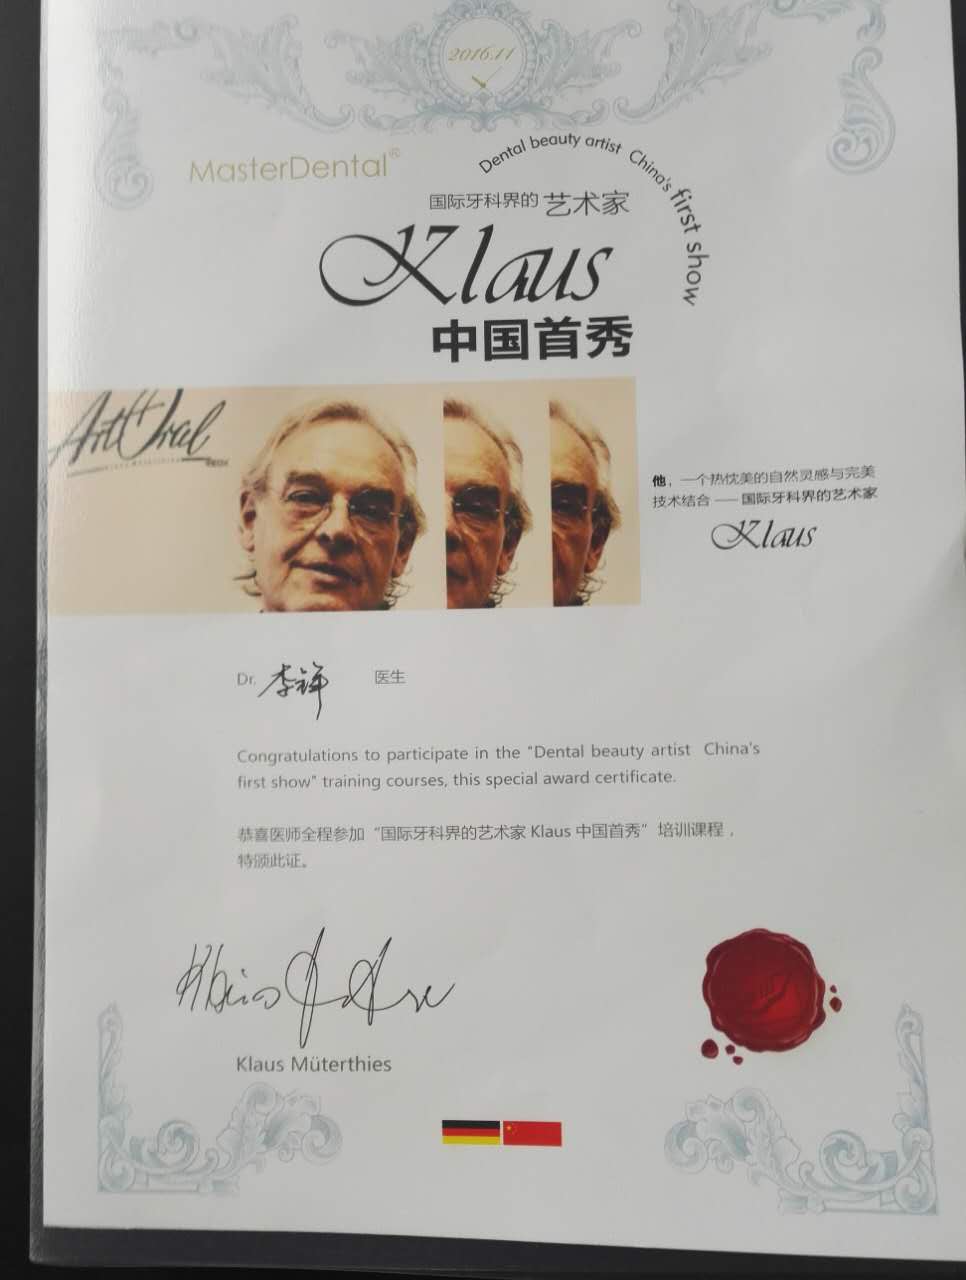 2016.11
MasterDental®
Dental beauty artist China's first show
国际牙科界的 艺术家
Klaus
中国首秀
Art Oral
他，一个热忱美的自然灵感与完美
技术结合 —— 国际牙科界的艺术家
Klaus
Dr. 李祥 医生
Congratulations to participate in the "Dental beauty artist China's
first show" training courses, this special award certificate.
恭喜医师全程参加“国际牙科界的艺术家 Klaus 中国首秀”培训课程，
特颁此证。
Klaus Müterthies